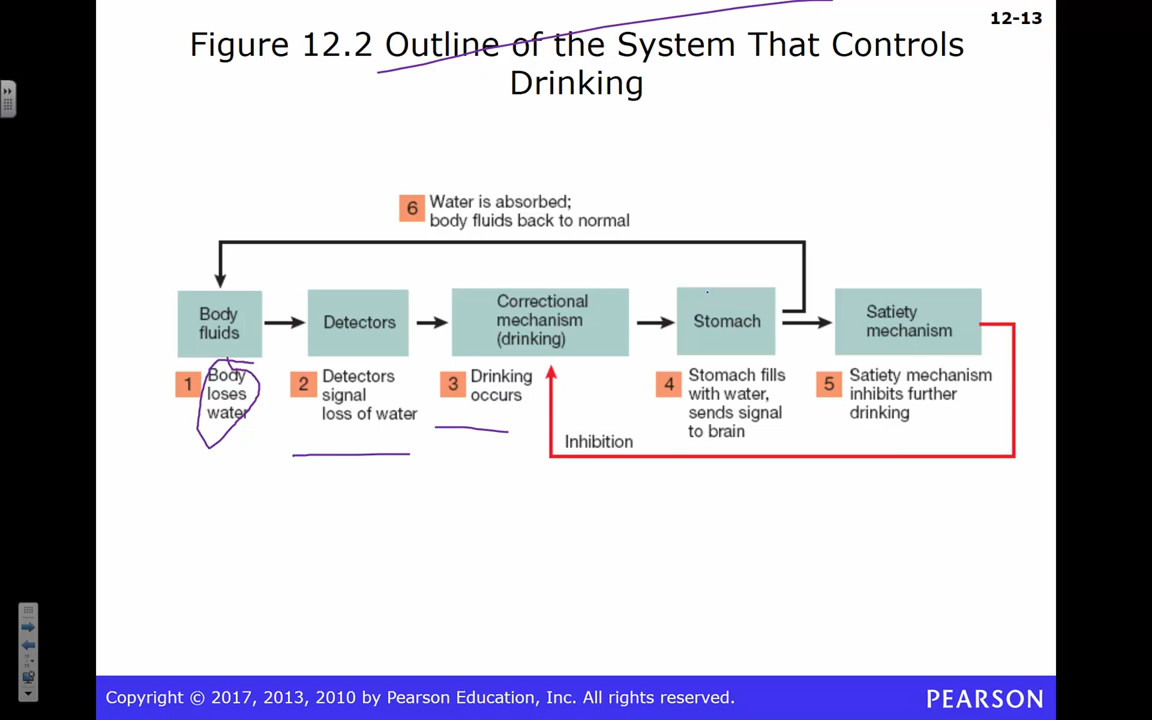 12-13
Figure 12.2 Outline of the System That Controls
Drinking
6
Water is absorbed;
body fluids back to normal
Body
fluids
Detectors
Correctional
mechanism
(drinking)
Stomach
Satiety
mechanism
1
Body
loses
water
2
Detectors
signal
loss of water
3
Drinking
occurs
4
Stomach fills
with water,
sends signal
to brain
5
Satiety mechanism
inhibits further
drinking
Inhibition
Copyright © 2017, 2013, 2010 by Pearson Education, Inc. All rights reserved.
PEARSON